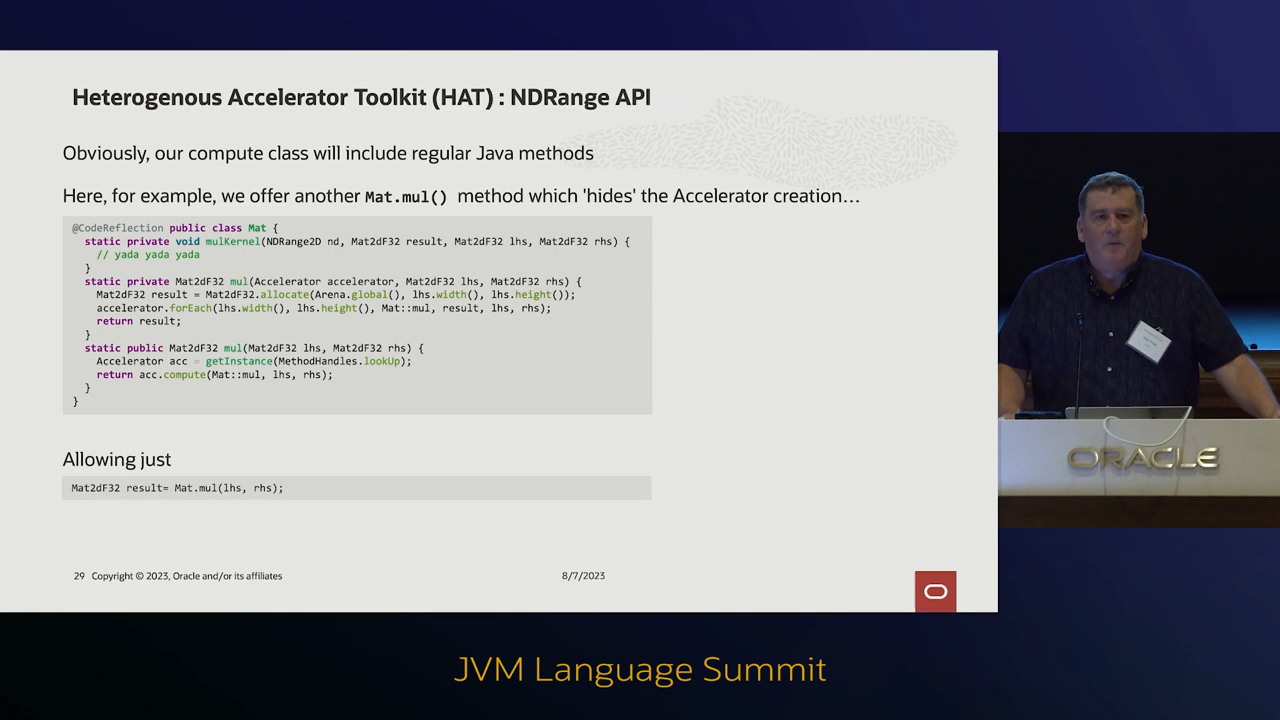 Heterogenous Accelerator Toolkit (HAT) : NDRange API
Obviously, our compute class will include regular Java methods
Here, for example, we offer another Mat.mul() method which 'hides' the Accelerator creation…
@CodeReflection public class Mat {
static private void mulKernel(NDRange2D nd, Mat2dF32 result, Mat2dF32 lhs, Mat2dF32 rhs) {
// yada yada yada
}
static private Mat2dF32 mul(Accelerator accelerator, Mat2dF32 lhs, Mat2dF32 rhs) {
Mat2dF32 result = Mat2dF32.allocate(Arena.global(), lhs.width(), lhs.height());
accelerator.forEach(lhs.width(), lhs.height(), Mat::mul, result, lhs, rhs);
return result;
}
static public Mat2dF32 mul(Mat2dF32 lhs, Mat2dF32 rhs) {
Accelerator acc = getInstance(MethodHandles.lookUp);
return acc.compute(Mat::mul, lhs, rhs);
}
}
Allowing just
Mat2dF32 result= Mat.mul(lhs, rhs);
29 Copyright © 2023, Oracle and/or its affiliates
8/7/2023
ORACLE
JVM Language Summit